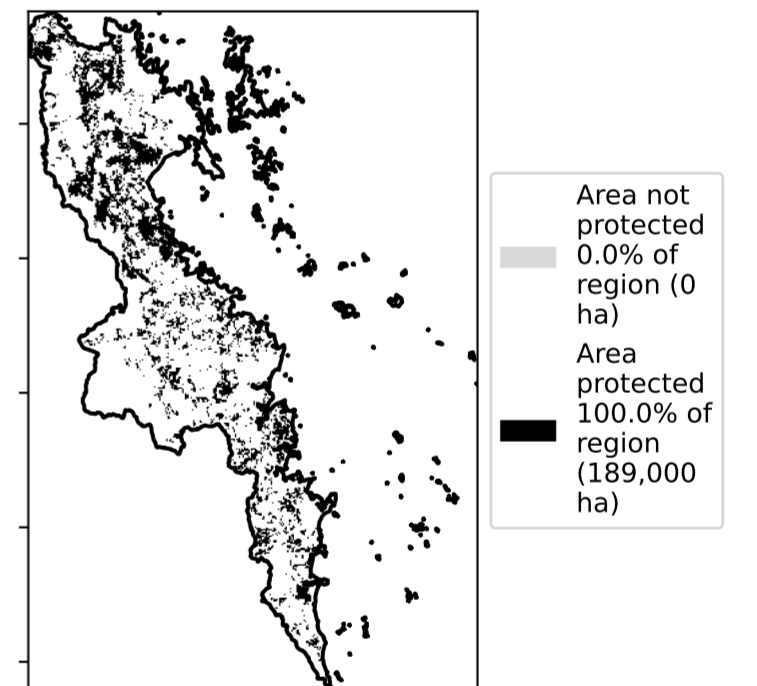 Area not
protected
0.0% of
region (0
ha)
Area
protected
100.0% of
region
(189,000
ha)